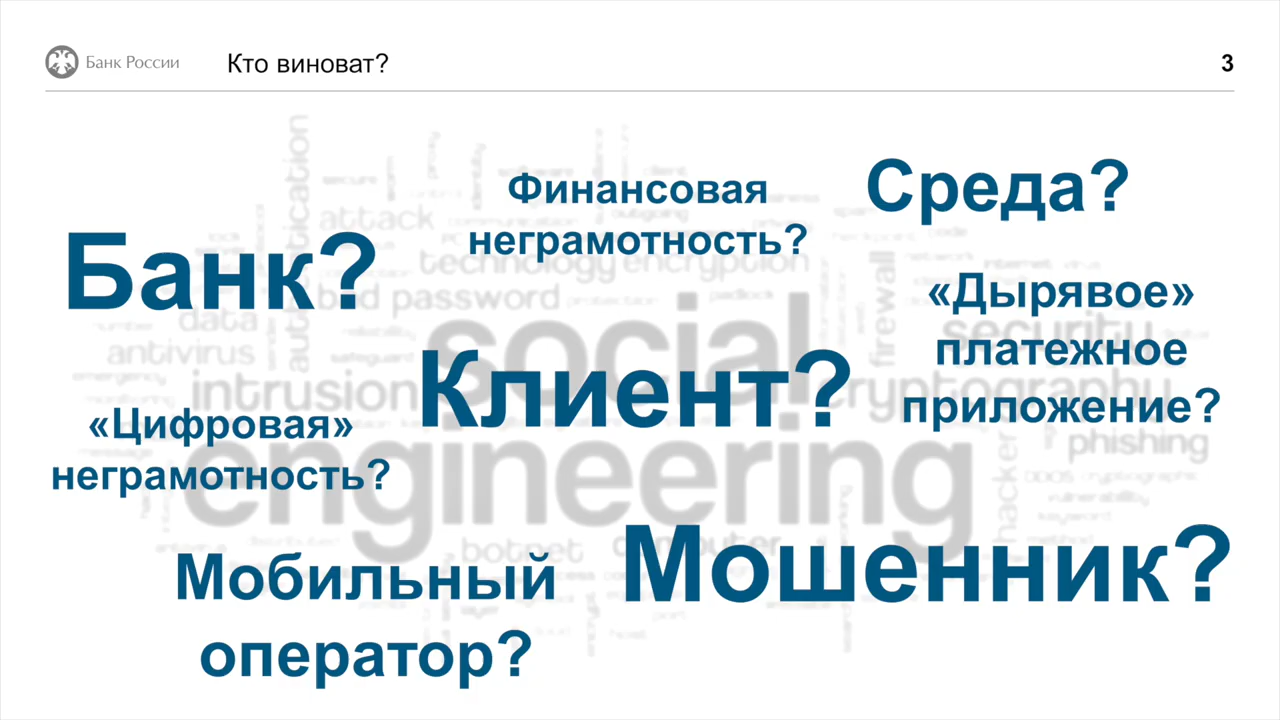 Банк России
Кто виноват?
3
Финансовая
неграмотность?
Среда?
Банк?
«Дырявое»
платежное
приложение?
Клиент?
«Цифровая»
неграмотность?
Мошенник?
Мобильный
оператор?
social
engineering
authentication
attack
technology
encryption
bad password
data
antivirus
intrusion
security
cryptography
firewall
phishing
hacker
botnet
computer